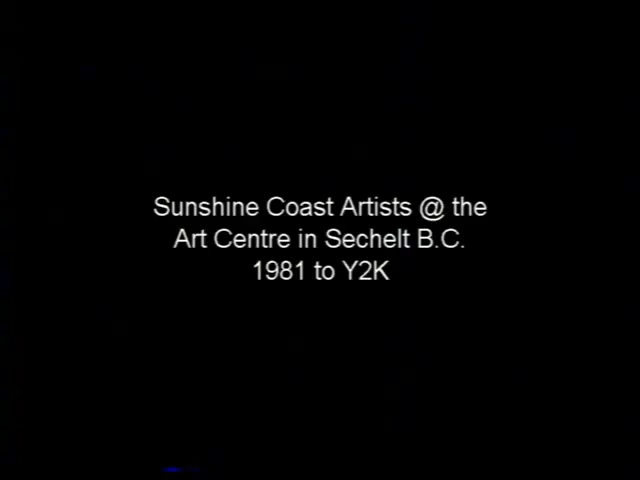 Sunshine Coast Artists @ the
Art Centre in Sechelt B.C.
1981 to Y2K